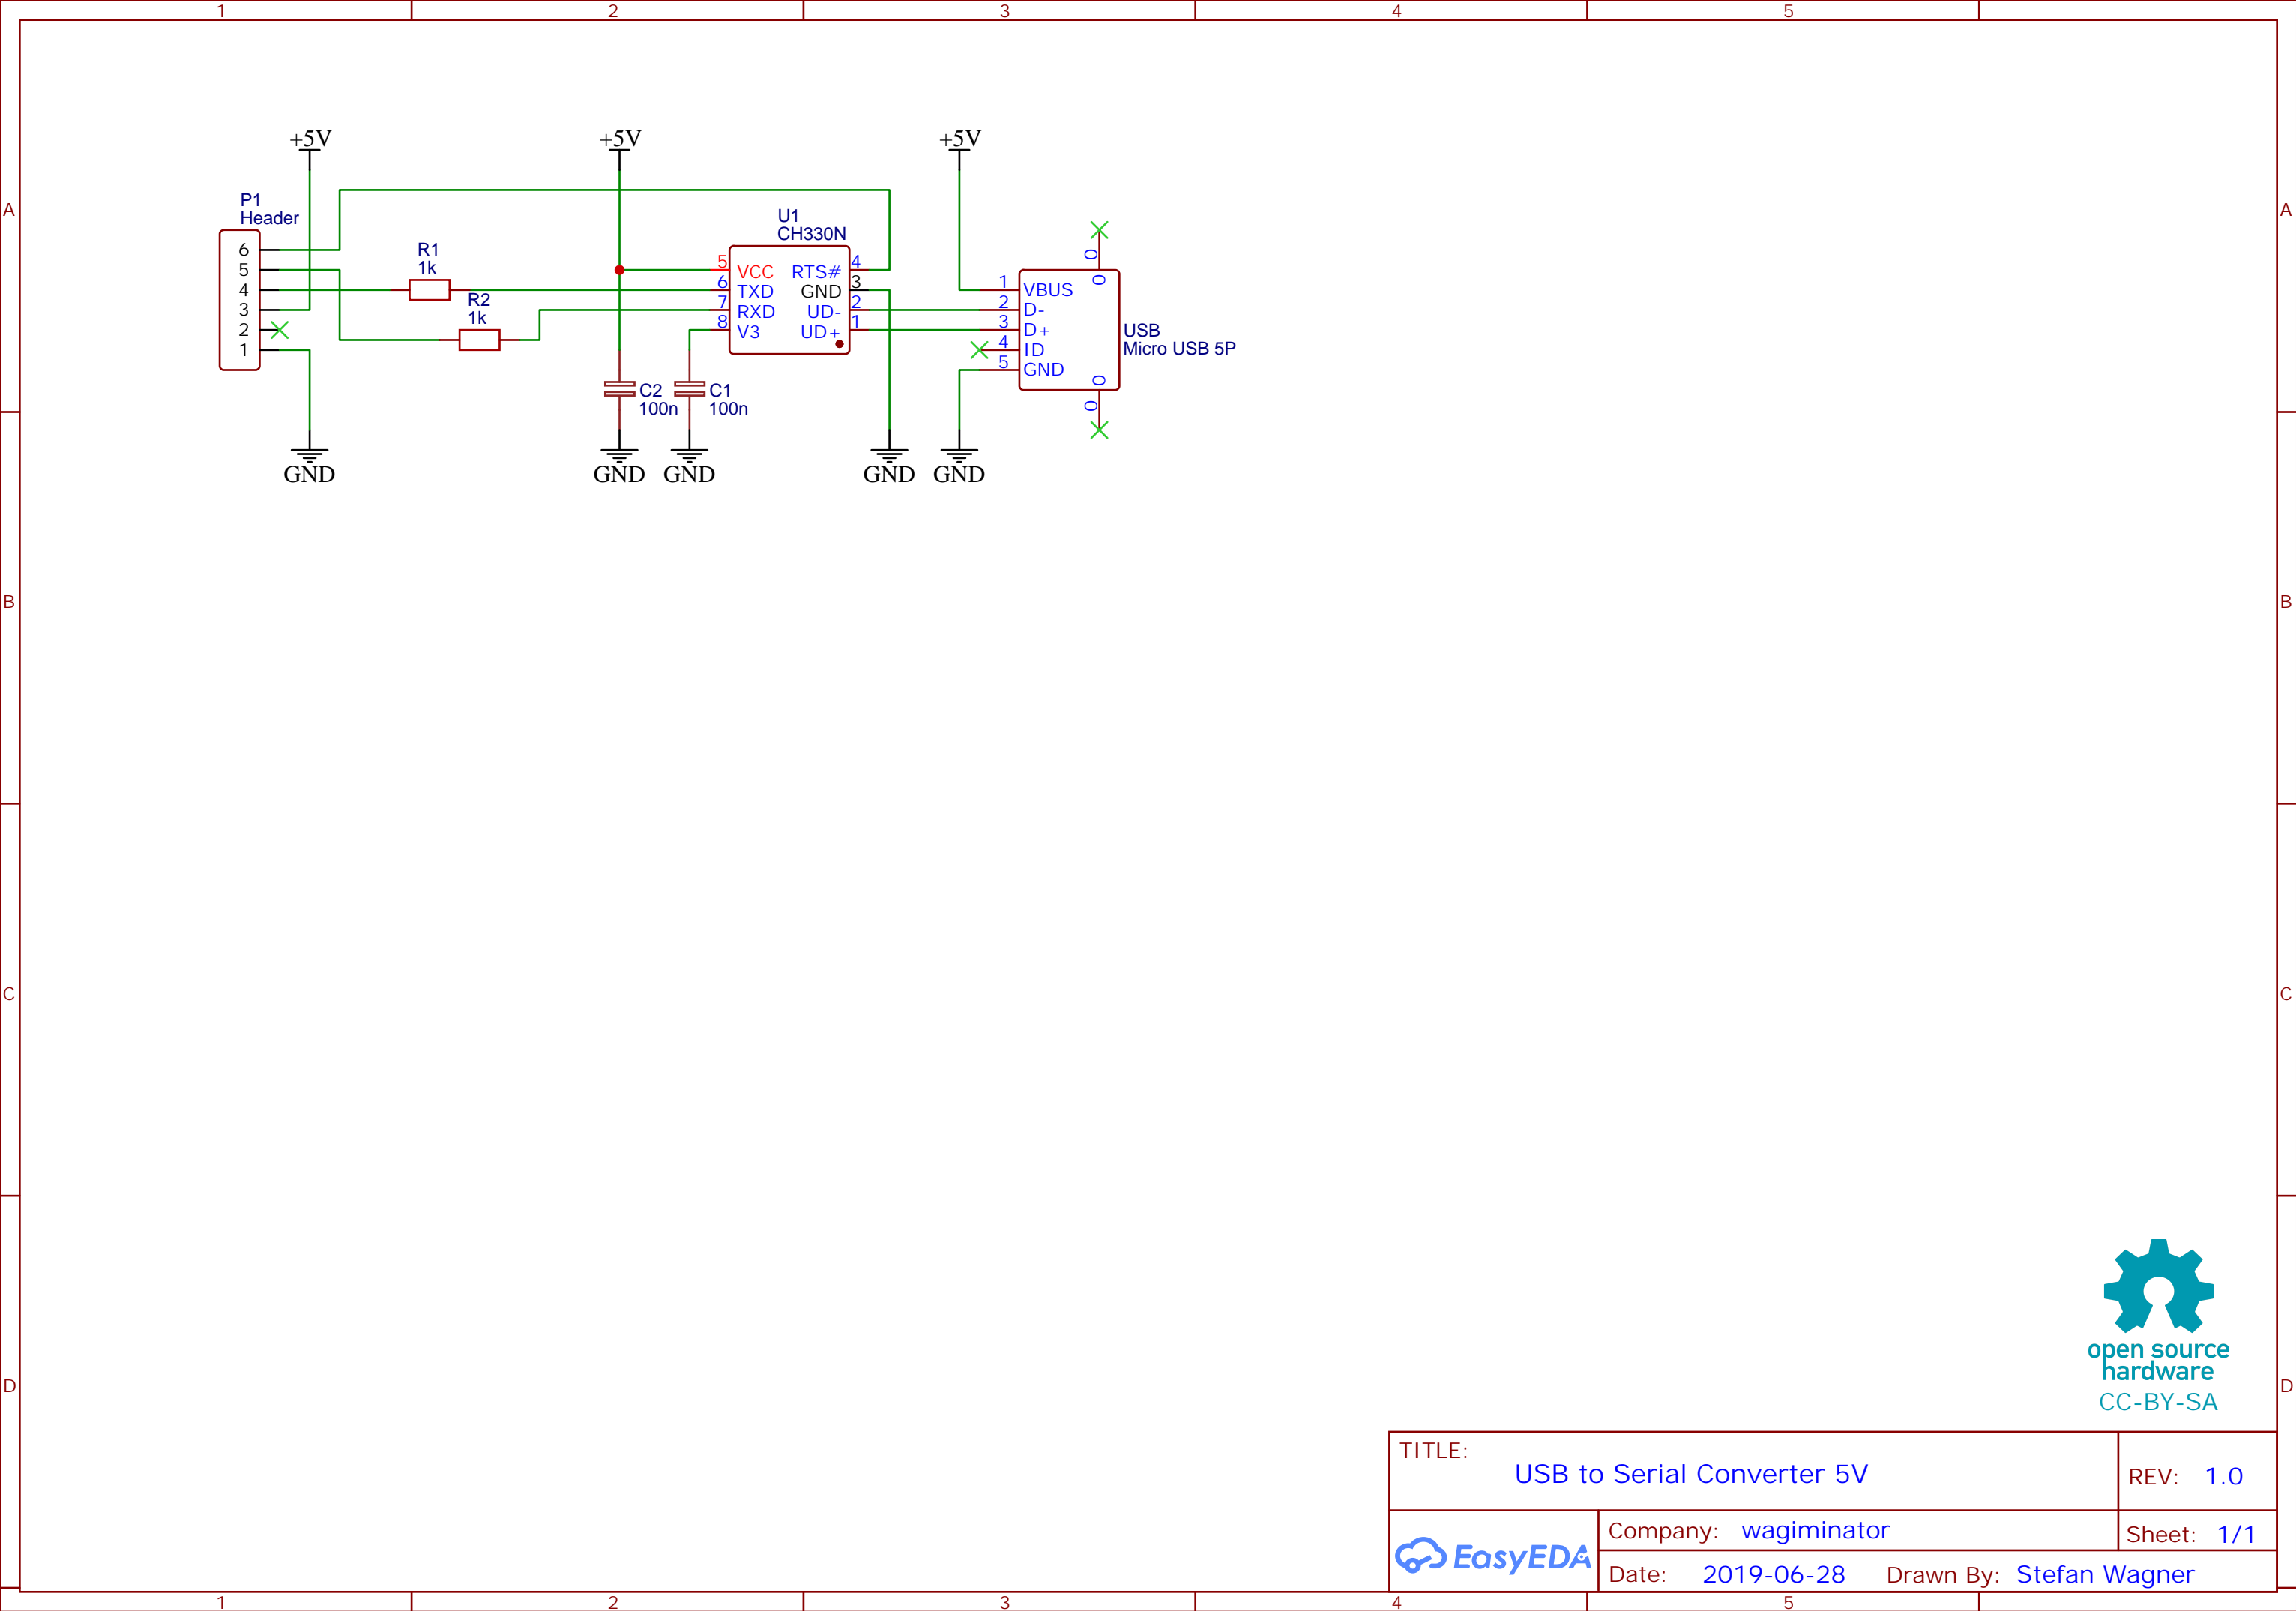 1 2 3 4 5
+5V +5V +5V
A A
P1
Header
U1
CH330N
6
5
4
3
2
1
R1
1k
R2
1k
5 VCC RTS# 4
6 TXD GND 3
7 RXD UD- 2
8 V3 UD+ 1
0
0
1 VBUS
2 D-
3 D+
4 ID
5 GND
0
0
USB
Micro USB 5P
C2
100n
C1
100n
GND GND GND GND GND
B B
C C
D D
open source
hardware
CC-BY-SA
TITLE:
USB to Serial Converter 5V
REV: 1.0
EasyEDA
Company: wagiminator
Sheet: 1/1
Date: 2019-06-28 Drawn By: Stefan Wagner
1 2 3 4 5